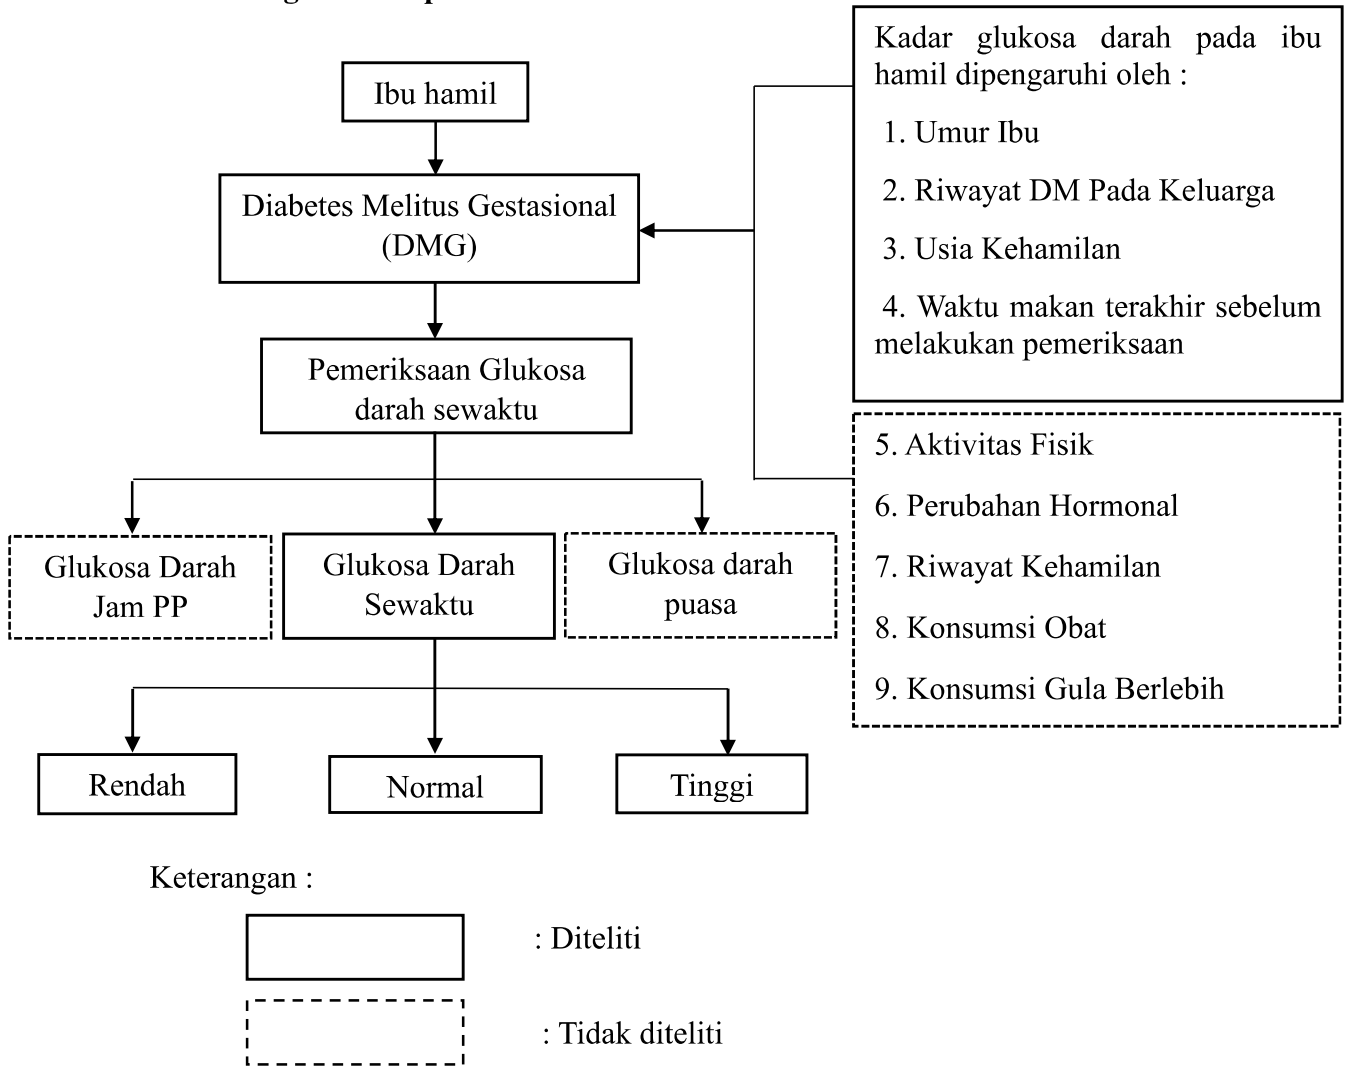 Ibu hamil
Diabetes Melitus Gestasional
(DMG)
Pemeriksaan Glukosa
darah sewaktu
Glukosa Darah
Jam PP
Glukosa Darah
Sewaktu
Glukosa darah
puasa
Rendah
Normal
Tinggi
Kadar glukosa darah pada ibu
hamil dipengaruhi oleh :
1. Umur Ibu
2. Riwayat DM Pada Keluarga
3. Usia Kehamilan
4. Waktu makan terakhir sebelum
melakukan pemeriksaan
5. Aktivitas Fisik
6. Perubahan Hormonal
7. Riwayat Kehamilan
8. Konsumsi Obat
9. Konsumsi Gula Berlebih
Keterangan :
: Diteliti
: Tidak diteliti